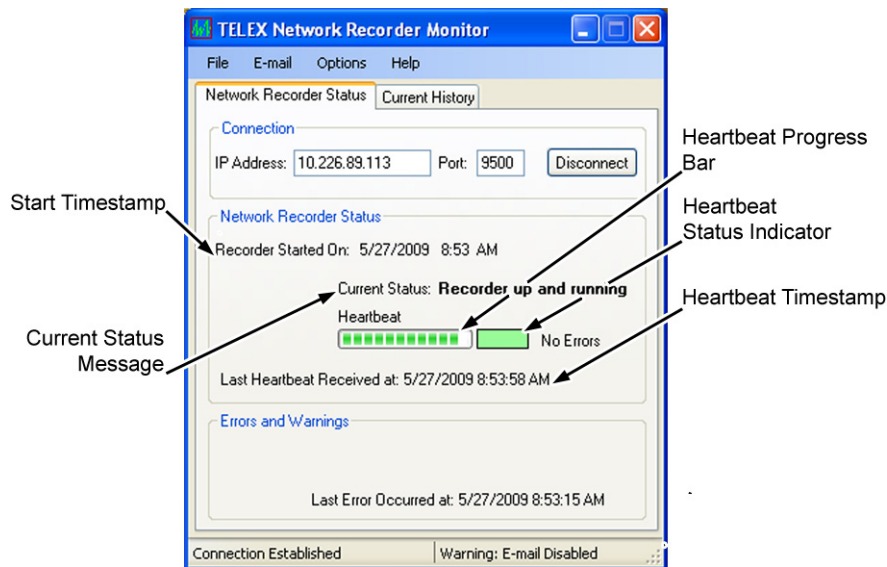 TELEX Network Recorder Monitor
File E-mail Options Help
Network Recorder Status Current History
Connection
IP Address: 10.226.89.113 Port: 9500 Disconnect
Heartbeat Progress
Bar
Start Timestamp
Network Recorder Status
Heartbeat
Status Indicator
Recorder Started On: 5/27/2009 8:53 AM
Current Status: Recorder up and running
Heartbeat Timestamp
Heartbeat
Current Status
Message
No Errors
Last Heartbeat Received at: 5/27/2009 8:53:58 AM
Errors and Warnings
Last Error Occurred at: 5/27/2009 8:53:15 AM
Connection Established Warning: E-mail Disabled